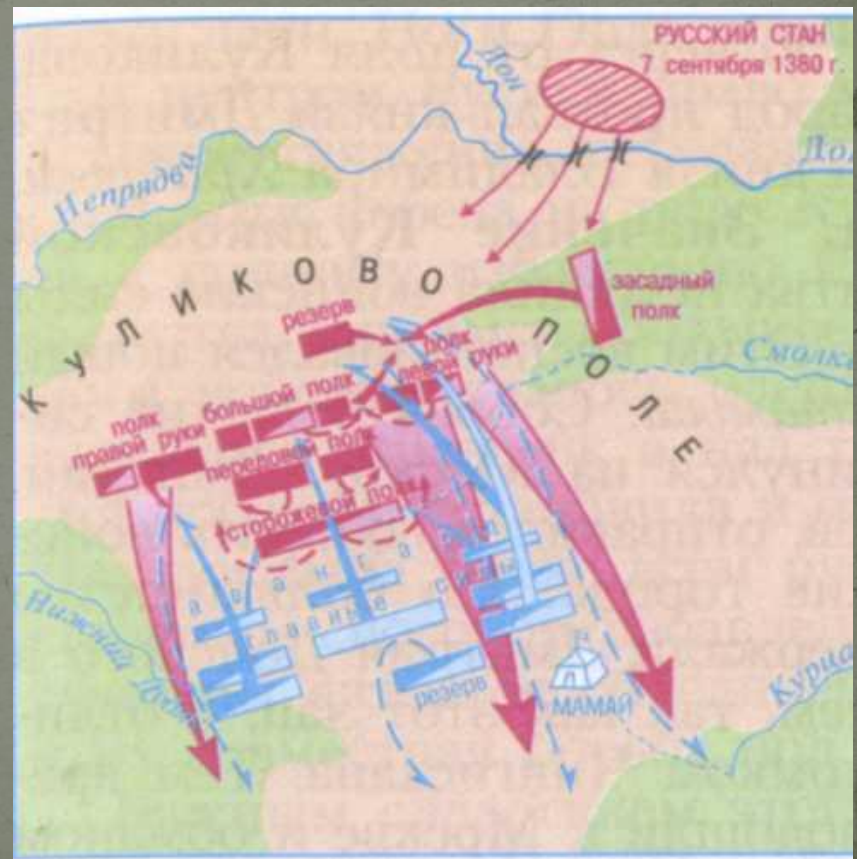 РУССКИЙ СТАН
7 сентября 1380 г.
Дон
Дон
Непрядва
КУЛИКОВО ПОЛЕ
засадный
полк
резерв
Смолка
полк
левой руки
большой полк
полк
правой руки
передовой полк
сторожевой полк
авангард
главные силы
Нижний
резерв
МАМАЙ
Курца